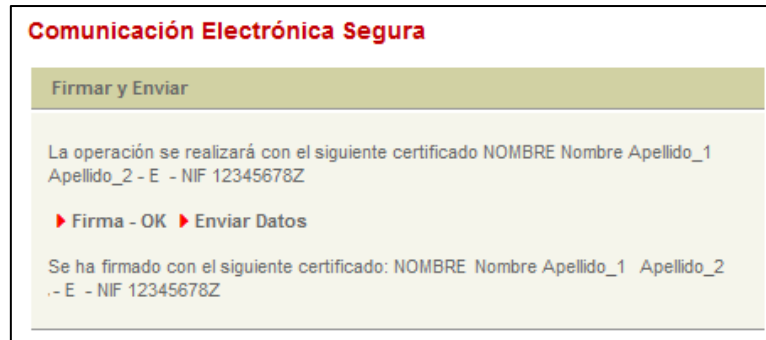 Comunicación Electrónica Segura
Firmar y Enviar
La operación se realizará con el siguiente certificado NOMBRE Nombre Apellido_1
Apellido_2 - E - NIF 12345678Z
Firma - OK Enviar Datos
Se ha firmado con el siguiente certificado: NOMBRE Nombre Apellido_1 Apellido_2
.- E - NIF 12345678Z